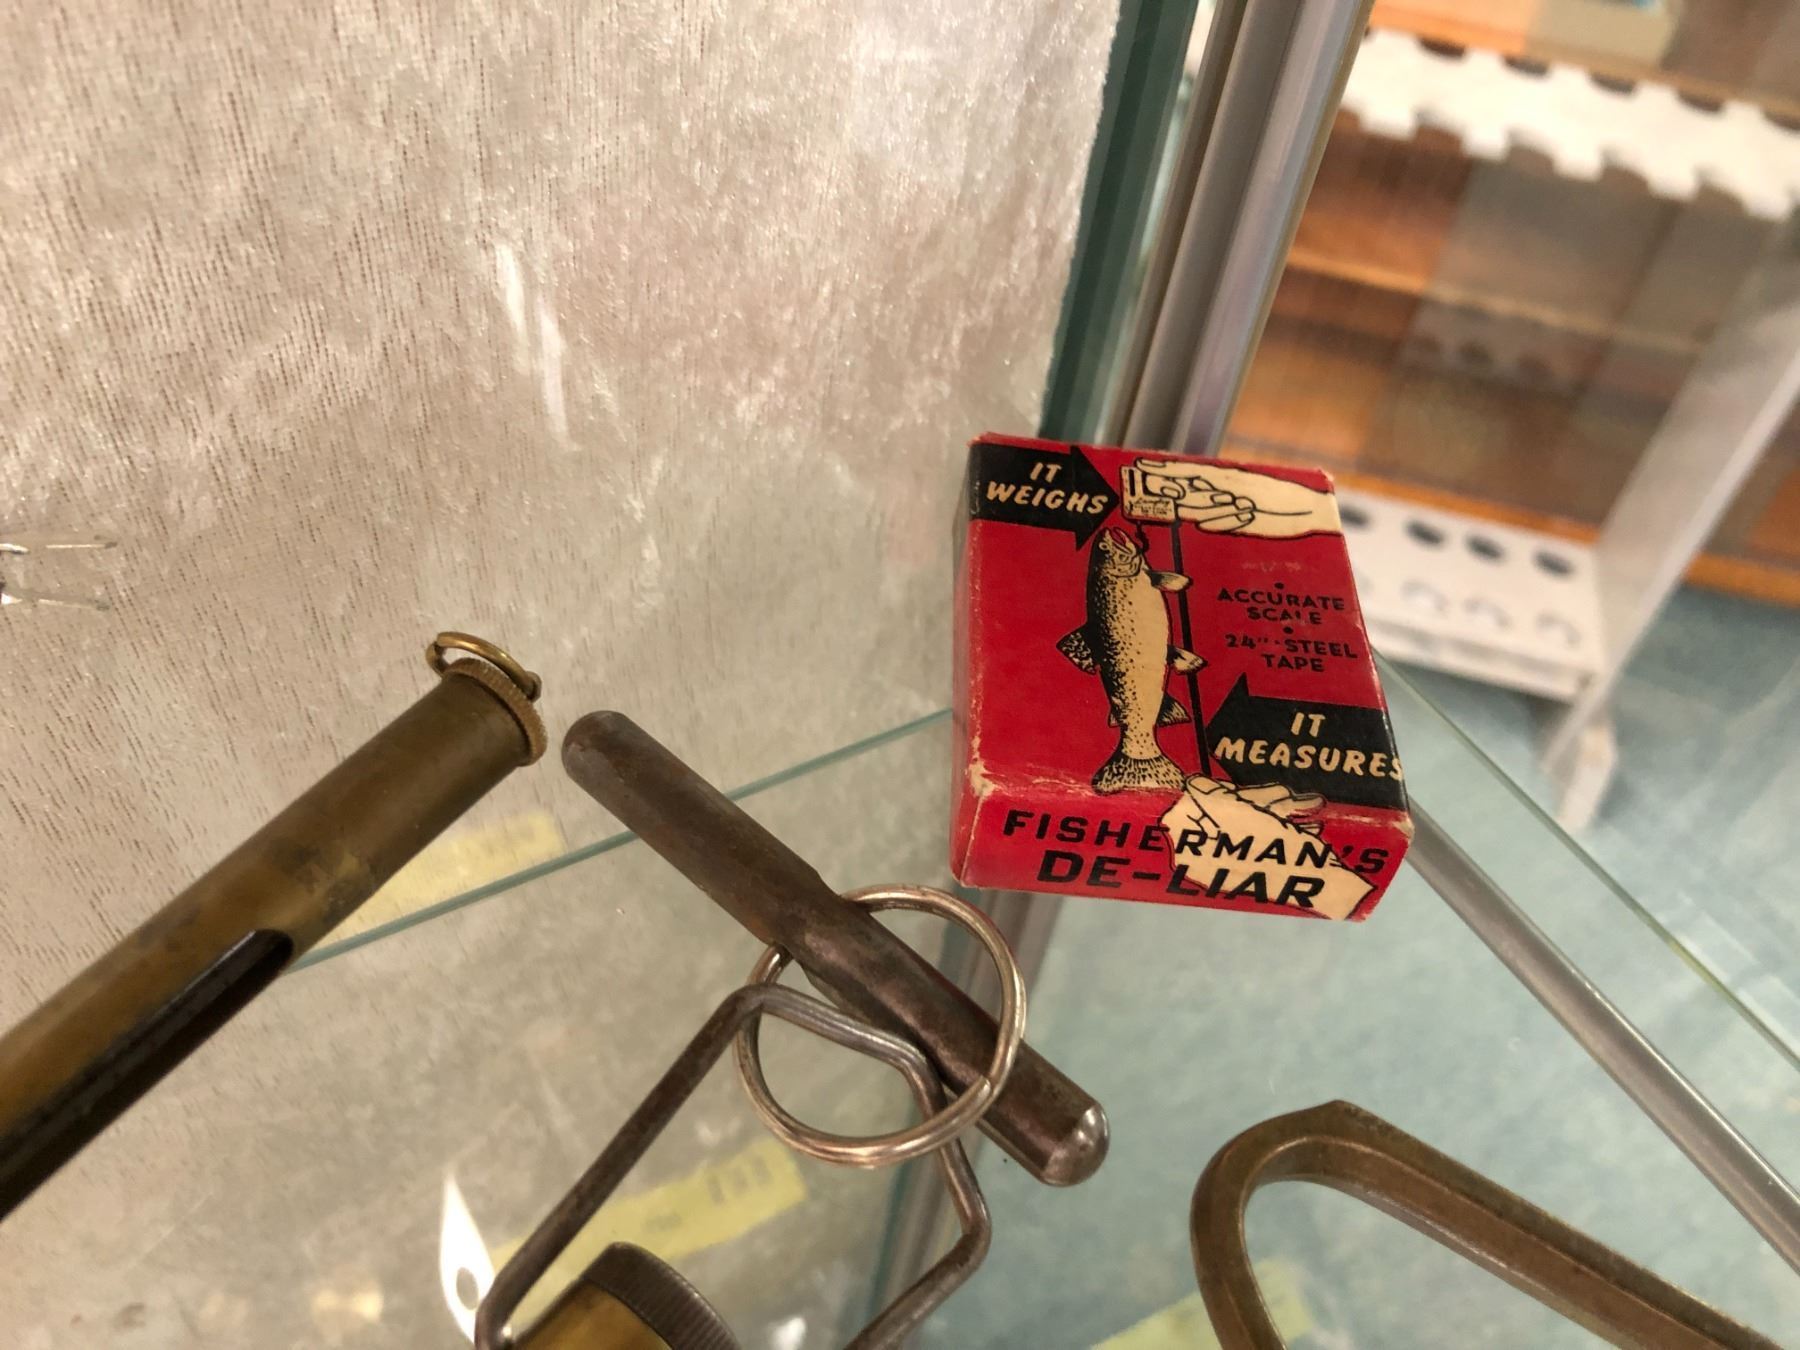 IT
WEIGHS
• ACCURATE
SCALE
• 24"-STEEL
TAPE
IT
MEASURES
FISHERMAN'S
DE-LIAR